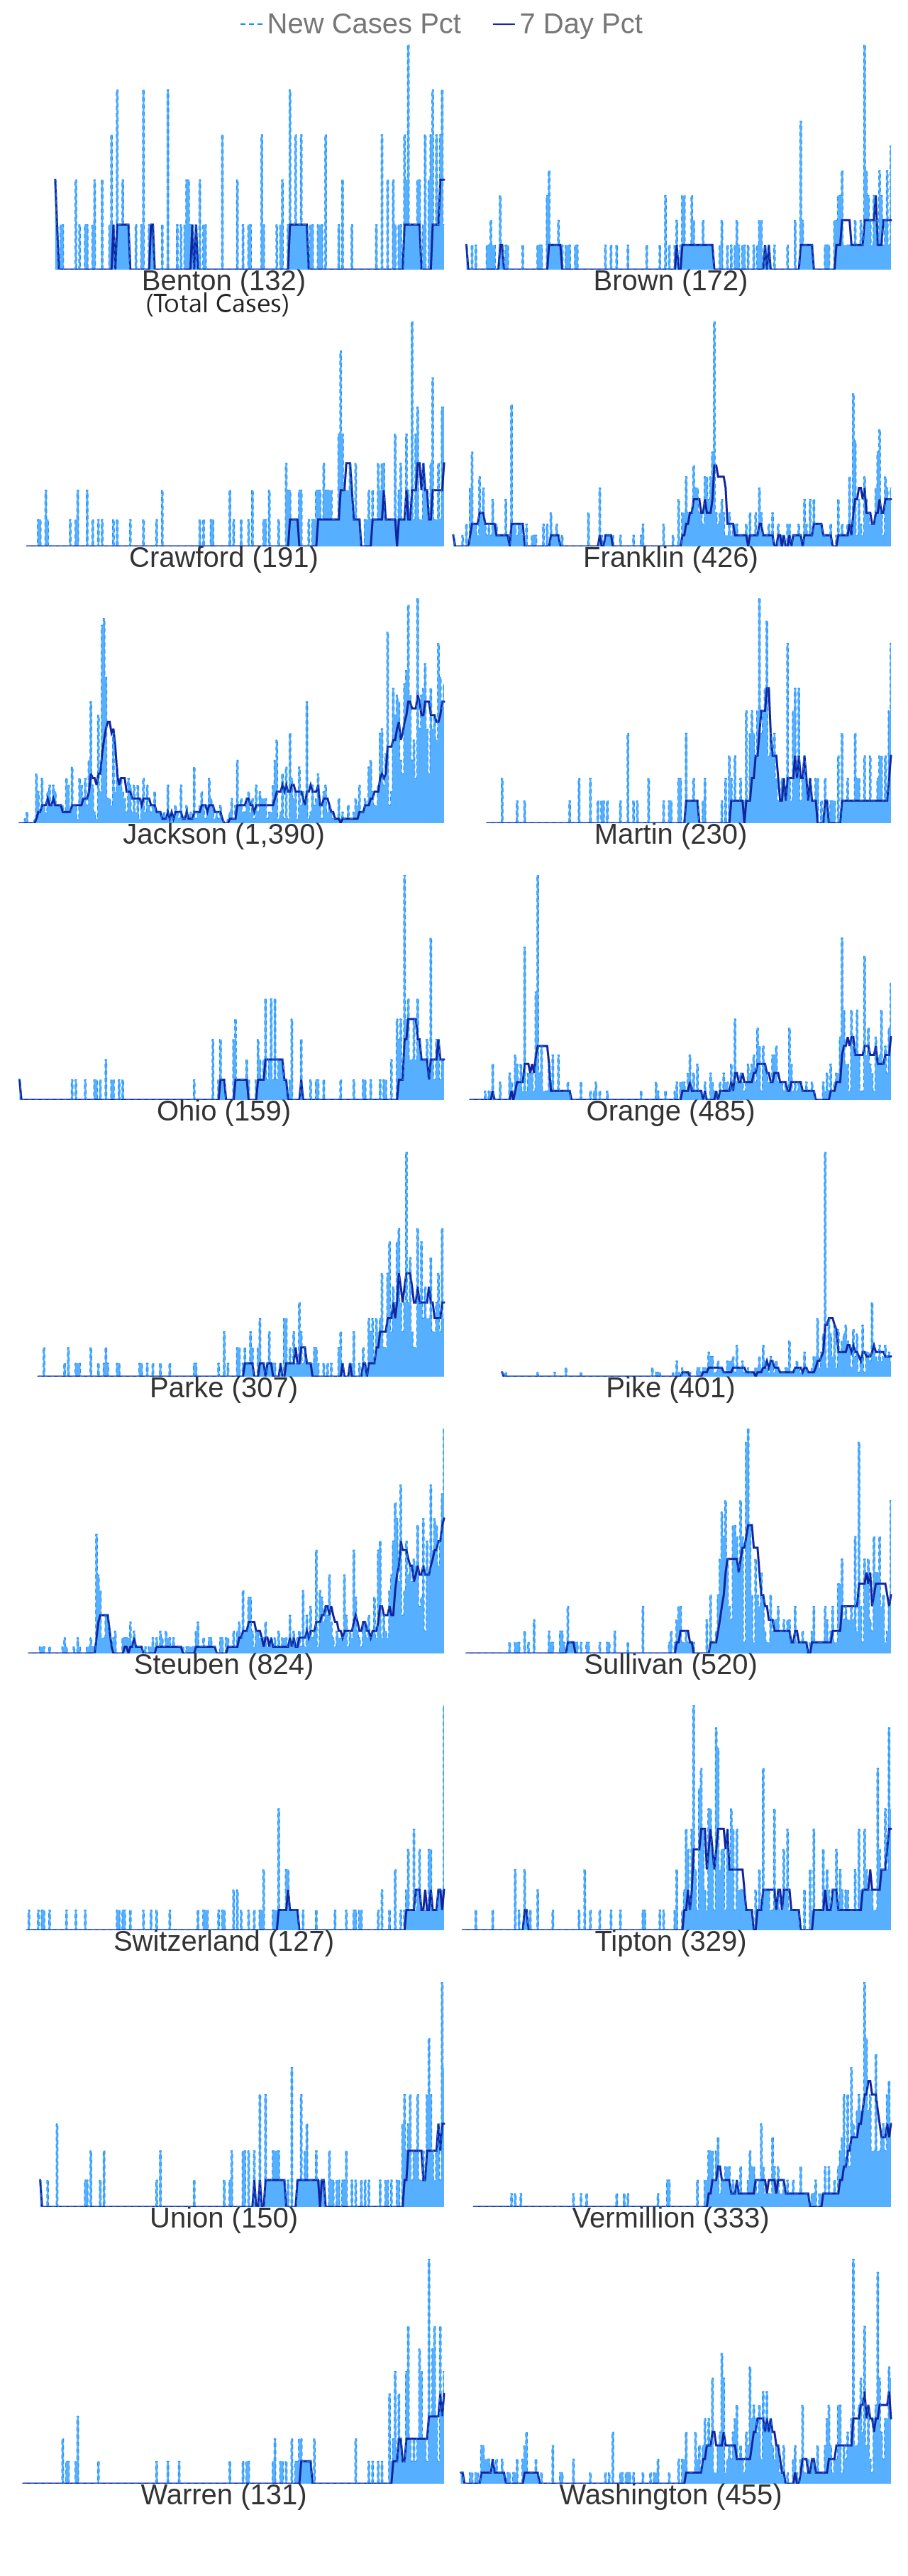 New Cases Pct 7 Day Pct
Benton (132) Brown (172)
(Total Cases)
Crawford (191) Franklin (426)
Jackson (1,390) Martin (230)
Ohio (159) Orange (485)
Parke (307) Pike (401)
Steuben (824) Sullivan (520)
Switzerland (127) Tipton (329)
Union (150) Vermillion (333)
Warren (131) Washington (455)